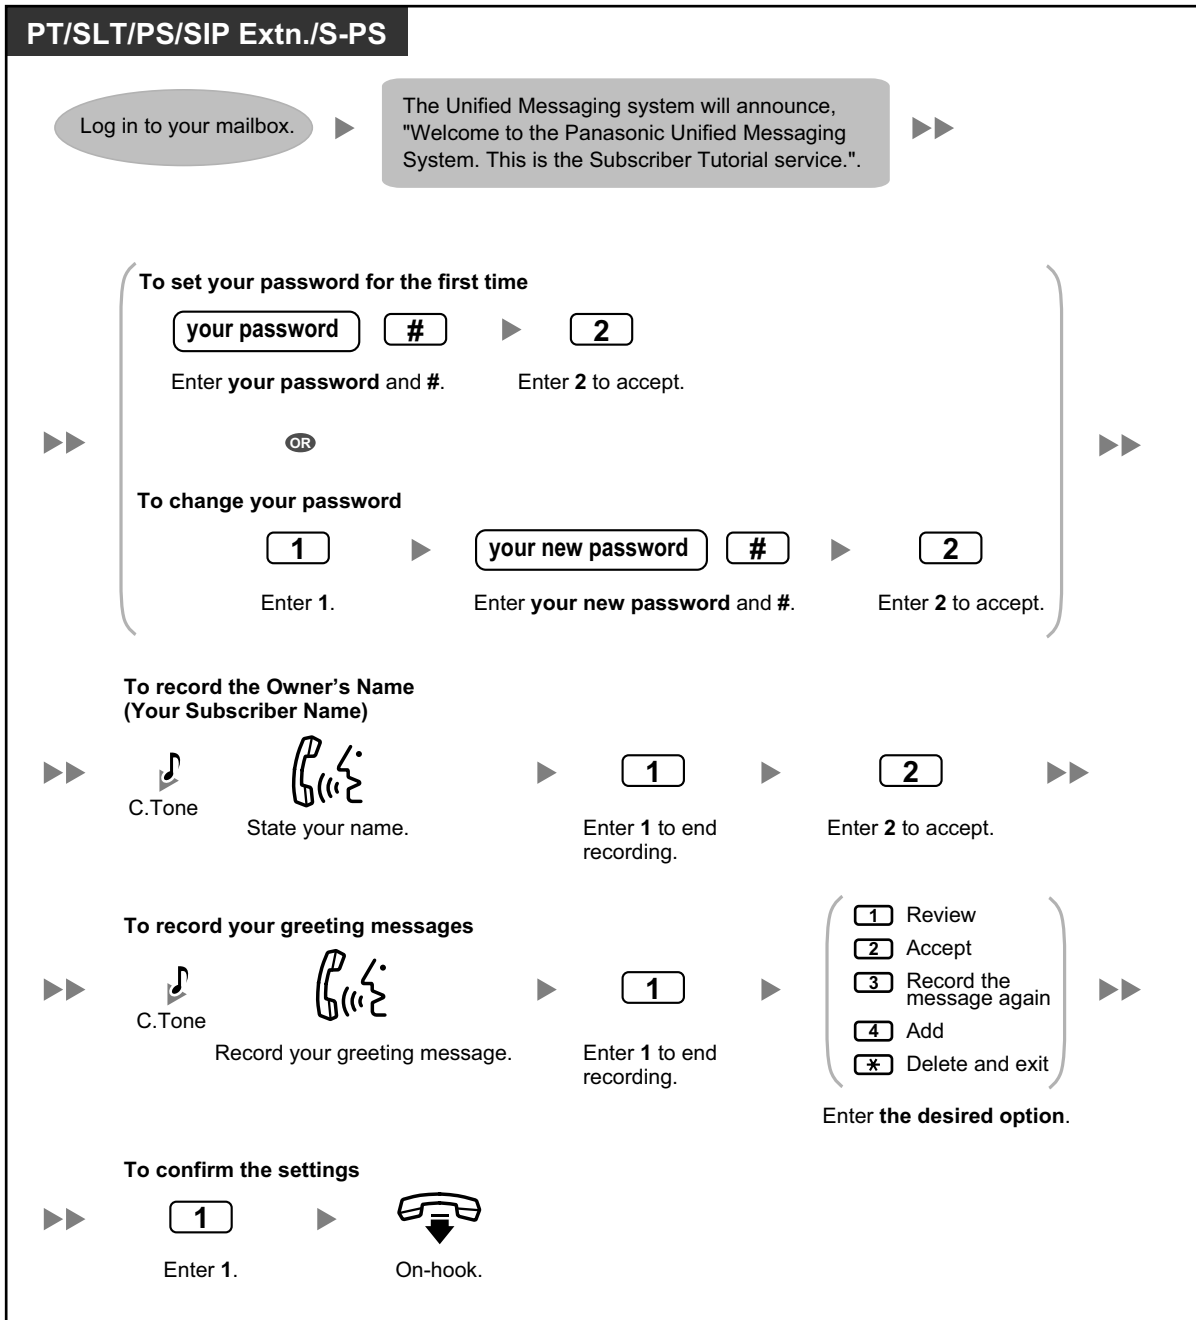 PT/SLT/PS/SIP Extn./S-PS
Log in to your mailbox.
The Unified Messaging system will announce,
"Welcome to the Panasonic Unified Messaging
System. This is the Subscriber Tutorial service.".
To set your password for the first time
your password # 2
Enter your password and #. Enter 2 to accept.
OR
To change your password
1 your new password # 2
Enter 1. Enter your new password and #. Enter 2 to accept.
To record the Owner's Name
(Your Subscriber Name)
1 2
C.Tone
State your name.
Enter 1 to end
recording.
Enter 2 to accept.
To record your greeting messages
C.Tone
Record your greeting message.
1
Enter 1 to end
recording.
1 Review
2 Accept
3 Record the
message again
4 Add
* Delete and exit
Enter the desired option.
To confirm the settings
1
Enter 1. On-hook.